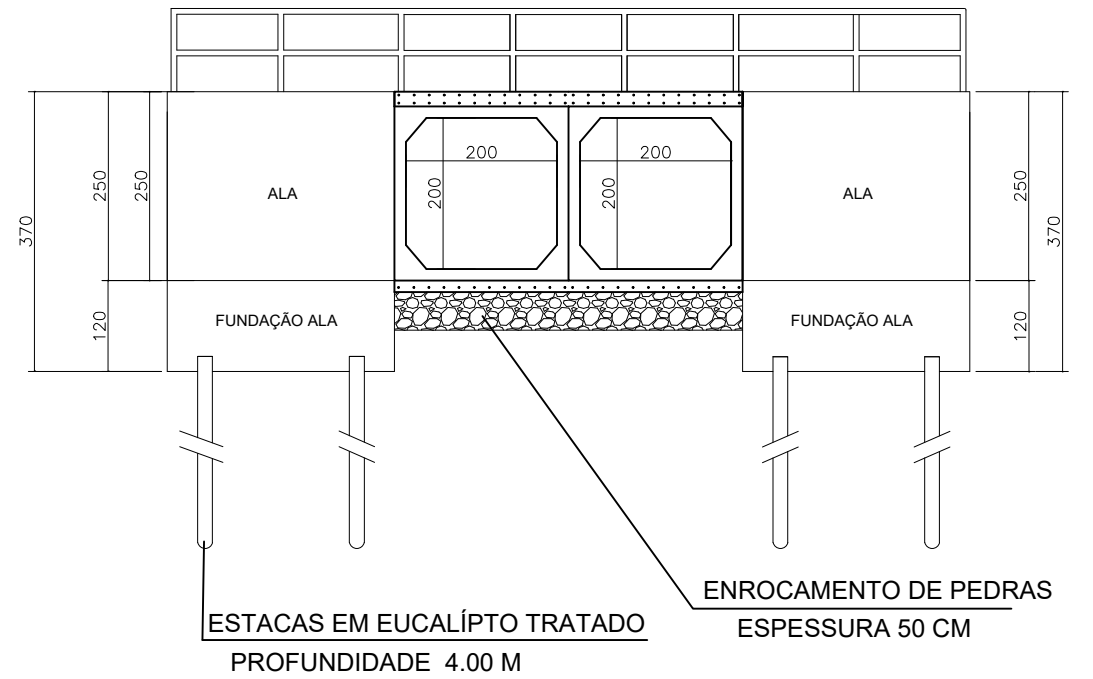 200
200
200
200
250
250
250
370
370
ALA
ALA
120
120
FUNDAÇÃO ALA
FUNDAÇÃO ALA
ENROCAMENTO DE PEDRAS
ESPESSURA 50 CM
ESTACAS EM EUCALÍPTO TRATADO
PROFUNDIDADE 4.00 M